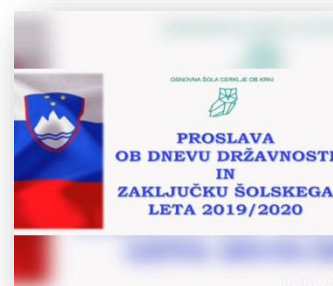 OSNOVNA ŠOLA CERKLJE OB KRKI
PROSLAVA
OB DNEVU DRŽAVNOSTI
IN
ZAKLJUČKU ŠOLSKEGA
LETA 2019/2020